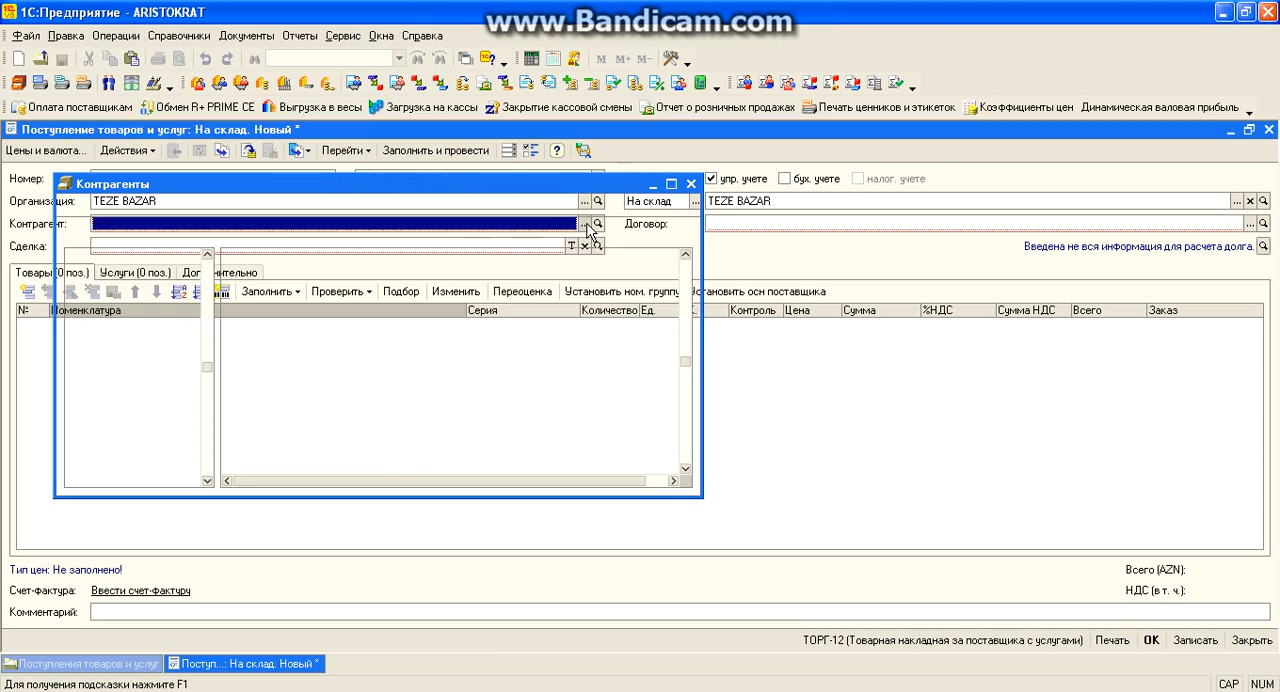 1С:Предприятие - ARISTOKRAT
www.Bandicam.com
Файл Правка Операции Справочники Документы Отчеты Сервис Окна Справка
M M+ M-
Оплата поставщикам Обмен R+ PRIME CE Выгрузка в весы Загрузка на кассы Закрытие кассовой смены Отчет о розничных продажах Печать ценников и этикеток Коэффициенты цен Динамическая валовая прибыль
Поступление товаров и услуг: На склад. Новый *
Цены и валюта... Действия Перейти Заполнить и провести
Номер: упр. учете бух. учете налог. учете
Контрагенты
Организация: TEZE BAZAR ... На склад ... TEZE BAZAR ... ×
Контрагент: ... Договор: ...
Сделка: T × Введена не вся информация для расчета долга.
Товары (0 поз.) Услуги (0 поз.)
Заполнить Проверить Подбор Изменить Переоценка Установить ном. группу Установить осн поставщика
№ Номенклатура Серия Количество Ед. Контроль Цена Сумма %НДС Сумма НДС Всего Заказ
Тип цен: Не заполнено! Всего (AZN):
Счет-фактура: Ввести счет-фактуру НДС (в т. ч.):
Комментарий:
ТОРГ-12 (Товарная накладная за поставщика с услугами) Печать OK Записать Закрыть
Поступления товаров и услуг Поступ...: На склад. Новый *
Для получения подсказки нажмите F1 CAP NUM